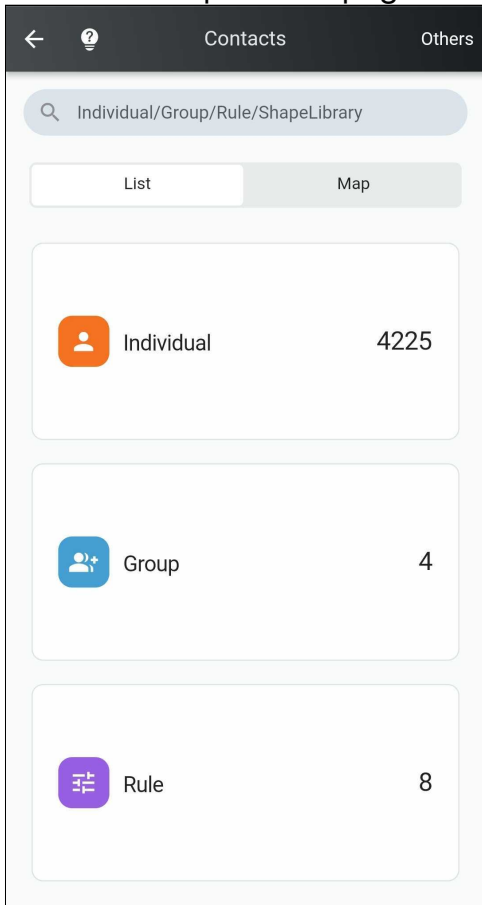 Contacts Others
Individual/Group/Rule/ShapeLibrary
List Map
Individual 4225
Group 4
Rule 8